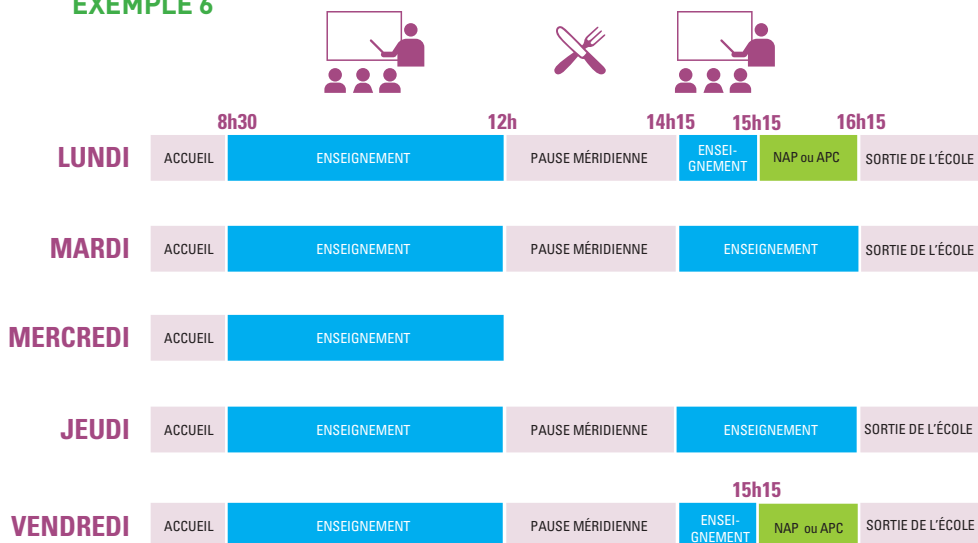 EXEMPLE 6
8h30 12h 14h15 15h15 16h15
LUNDI ACCUEIL ENSEIGNEMENT PAUSE MÉRIDIENNE ENSEI-
GNEMENT NAP ou APC SORTIE DE L'ÉCOLE
MARDI ACCUEIL ENSEIGNEMENT PAUSE MÉRIDIENNE ENSEIGNEMENT SORTIE DE L'ÉCOLE
MERCREDI ACCUEIL ENSEIGNEMENT
JEUDI ACCUEIL ENSEIGNEMENT PAUSE MÉRIDIENNE ENSEIGNEMENT SORTIE DE L'ÉCOLE
15h15
VENDREDI ACCUEIL ENSEIGNEMENT PAUSE MÉRIDIENNE ENSEI-
GNEMENT NAP ou APC SORTIE DE L'ÉCOLE